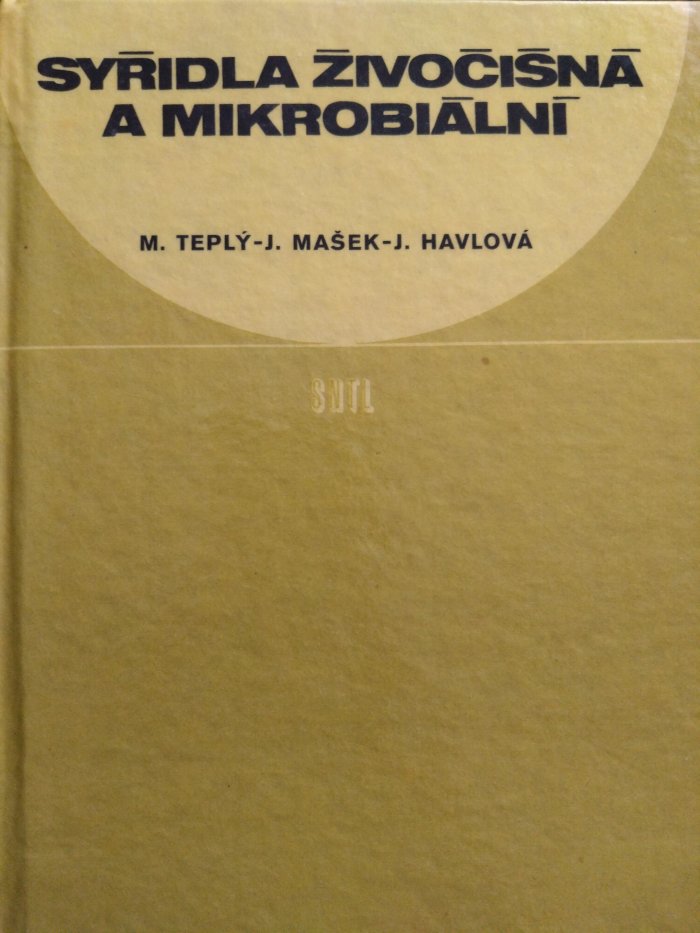 SYŘIDLA ŽIVOČIŠNÁ
A MIKROBIÁLNÍ
M. TEPLÝ-J. MAŠEK-J. HAVLOVÁ
SNTL